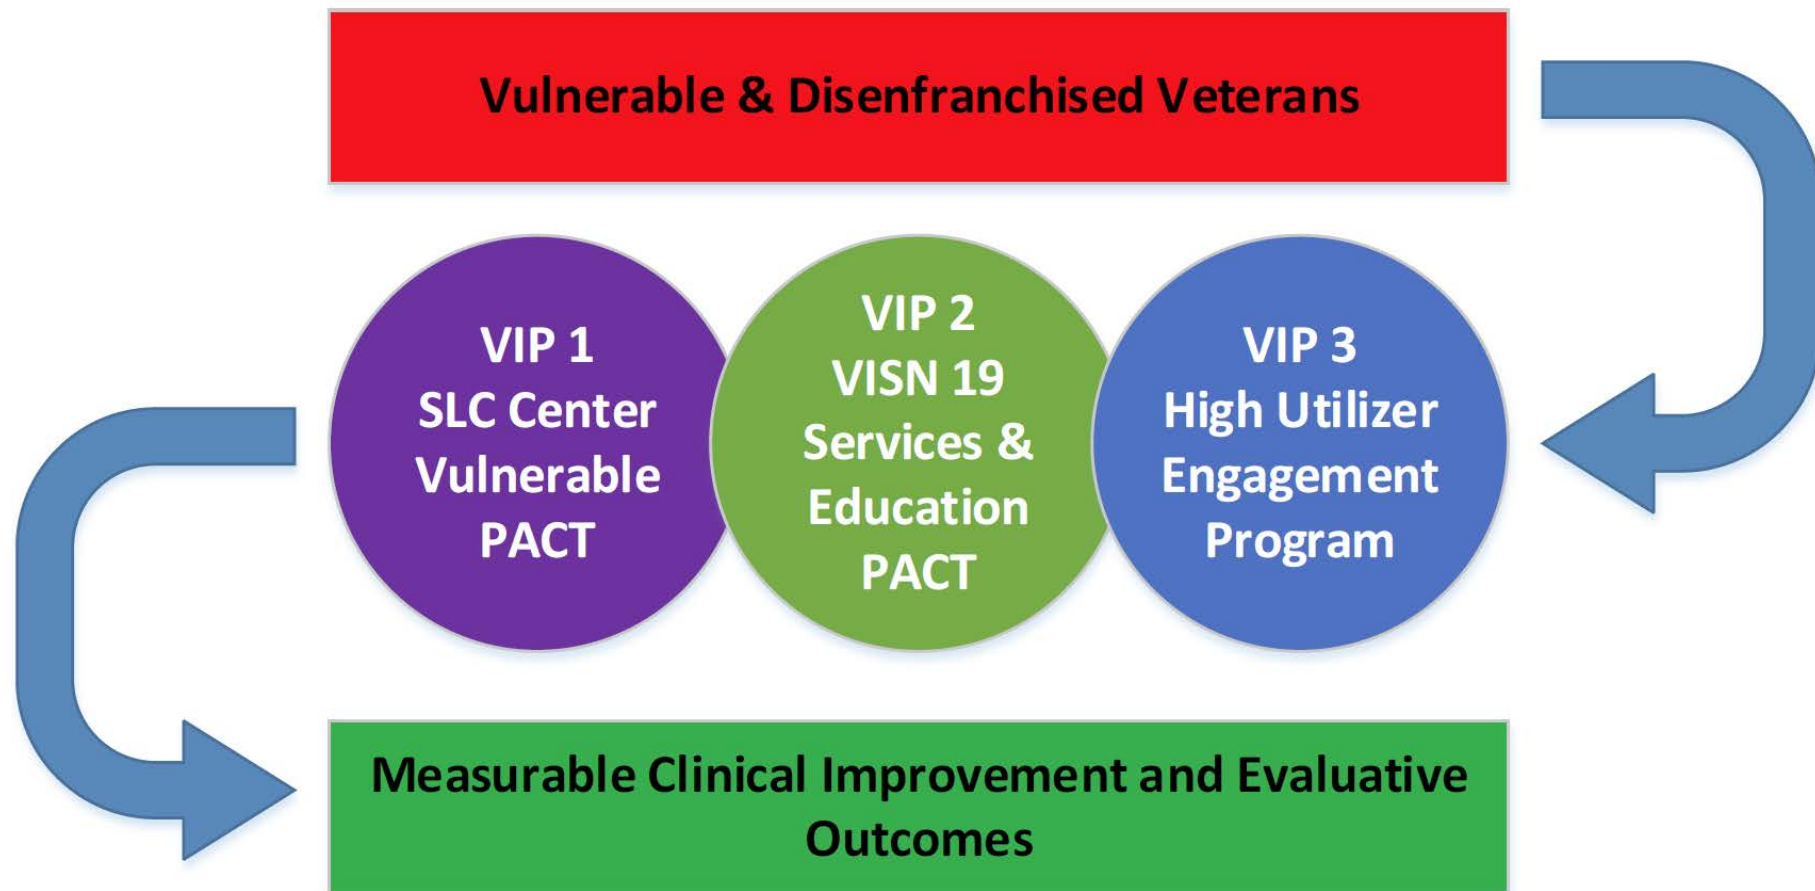 Vulnerable & Disenfranchised Veterans
VIP 1
SLC Center
Vulnerable
PACT
VIP 2
VISN 19
Services &
Education
PACT
VIP 3
High Utilizer
Engagement
Program
Measurable Clinical Improvement and Evaluative
Outcomes